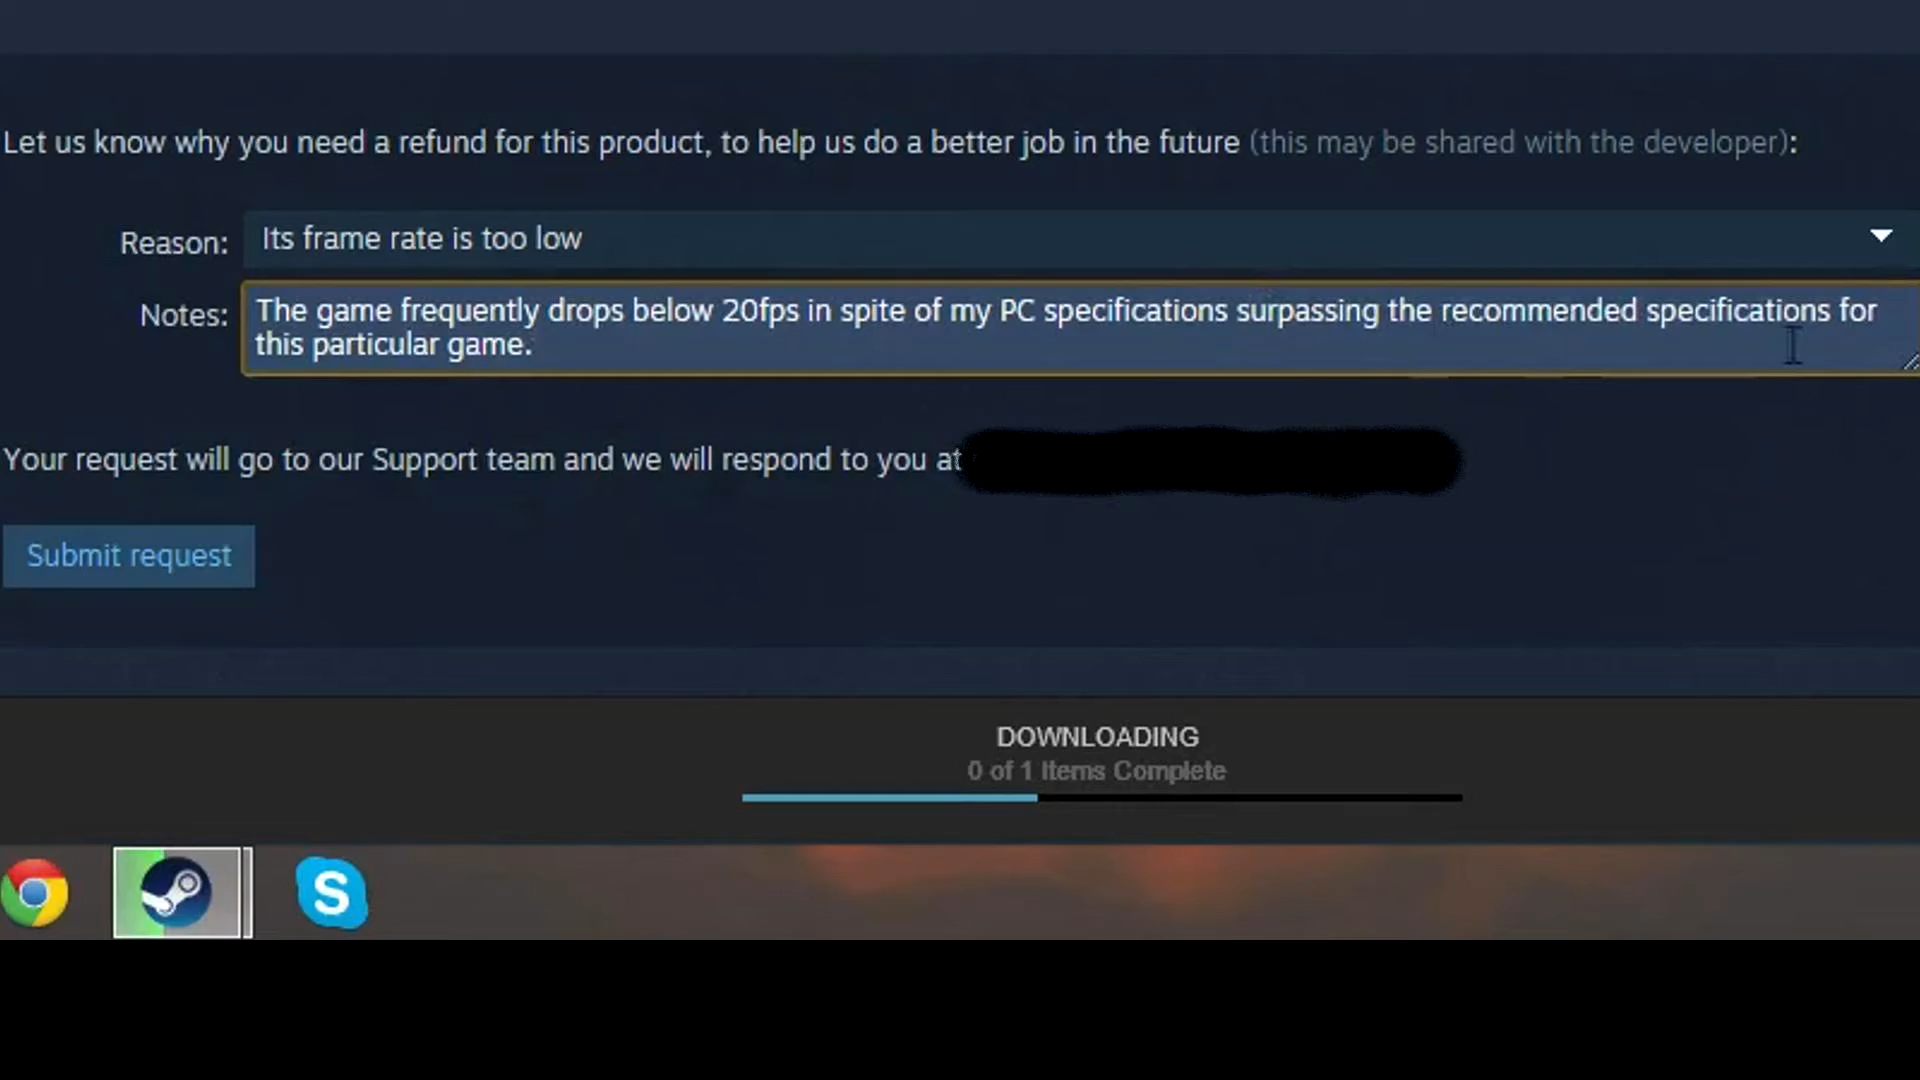 Let us know why you need a refund for this product, to help us do a better job in the future (this may be shared with the developer):
Reason: Its frame rate is too low
Notes: The game frequently drops below 20fps in spite of my PC specifications surpassing the recommended specifications for
this particular game.
Your request will go to our Support team and we will respond to you at
Submit request
DOWNLOADING
0 of 1 Items Complete
S